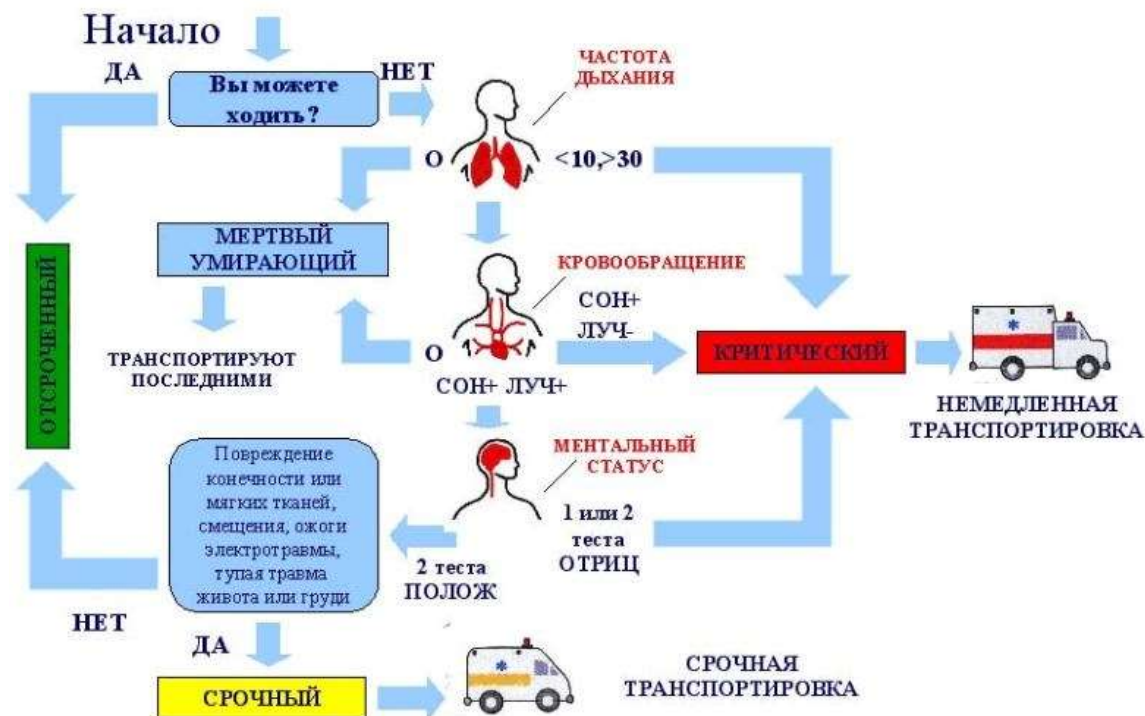 Начало
ДА
НЕТ
Вы можете
ходить?
ЧАСТОТА
ДЫХАНИЯ
О
<10,>30
МЕРТВЫЙ
УМИРАЮЩИЙ
ТРАНСПОРТИРУЮТ
ПОСЛЕДНИМИ
КРОВООБРАЩЕНИЕ
СОН+
ЛУЧ-
О
СОН+ ЛУЧ+
КРИТИЧЕСКИЙ
НЕМЕДЛЕННАЯ
ТРАНСПОРТИРОВКА
ОТСРОЧЕННЫЙ
МЕНТАЛЬНЫЙ
СТАТУС
1 или 2
теста
ОТРИЦ
2 теста
ПОЛОЖ
Повреждение
конечности или
мягких тканей,
смещения, ожоги
электротравмы,
тупая травма
живота или груди
НЕТ
ДА
СРОЧНЫЙ
СРОЧНАЯ
ТРАНСПОРТИРОВКА